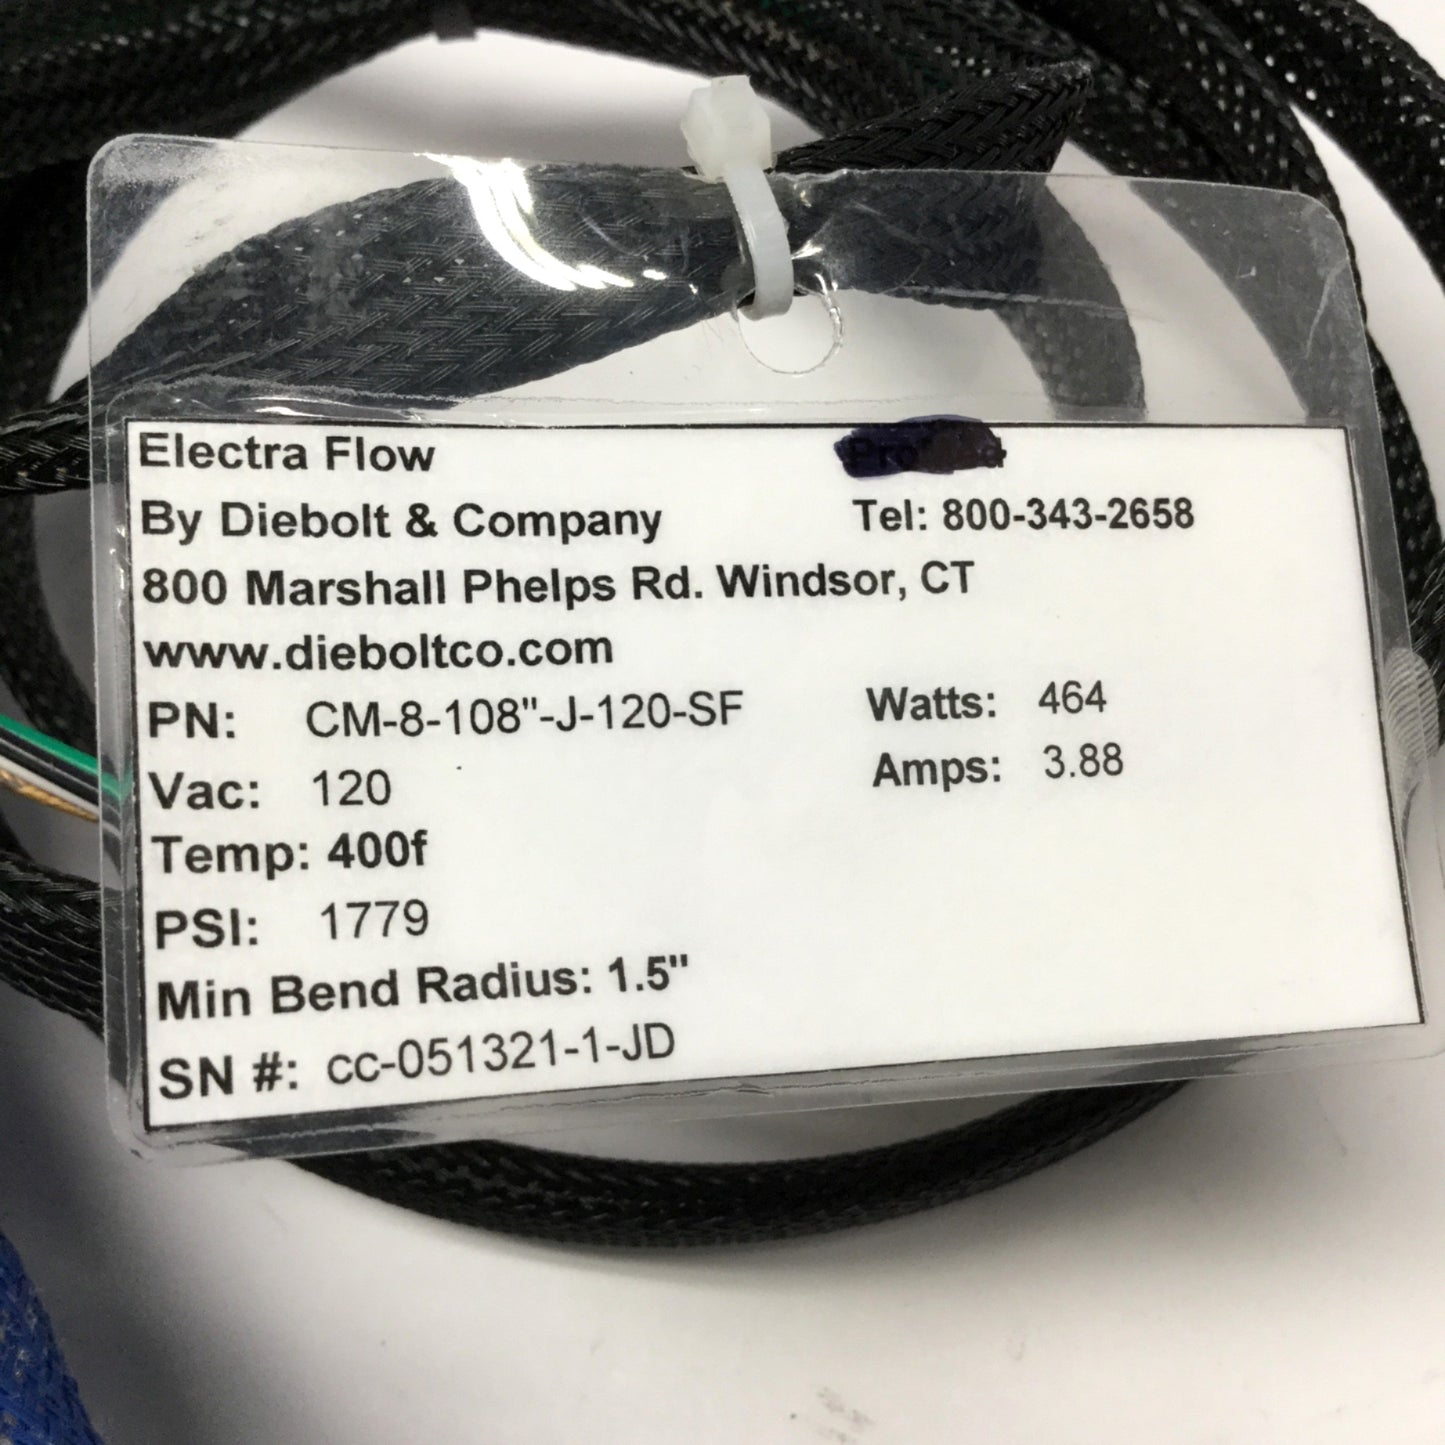 Electra Flow
By Diebolt & Company Tel: 800-343-2658
800 Marshall Phelps Rd. Windsor, CT
www.dieboltco.com
PN: CM-8-108"-J-120-SF Watts: 464
Vac: 120 Amps: 3.88
Temp: 400f
PSI: 1779
Min Bend Radius: 1.5"
SN #: cc-051321-1-JD